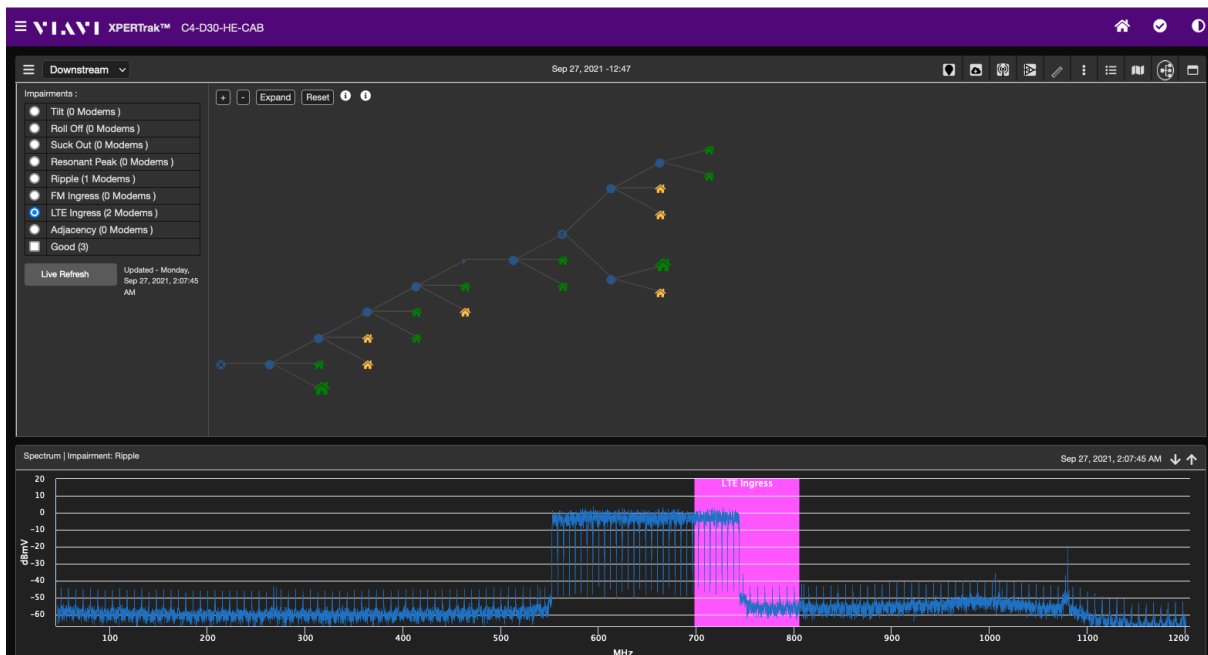 VIAVI XPERTrak™ C4-D30-HE-CAB
Downstream
Sep 27, 2021 -12:47
Impairments :
+ - Expand Reset
Tilt (0 Modems )
Roll Off (0 Modems )
Suck Out (0 Modems )
Resonant Peak (0 Modems )
Ripple (1 Modems )
FM Ingress (0 Modems )
LTE Ingress (2 Modems )
Adjacency (0 Modems )
Good (3)
Live Refresh
Updated - Monday,
Sep 27, 2021, 2:07:45
AM
Spectrum | Impairment: Ripple
Sep 27, 2021, 2:07:45 AM
LTE Ingress
dBmV
20
10
0
-10
-20
-30
-40
-50
-60
100 200 300 400 500 600 700 800 900 1000 1100 1200
MHz